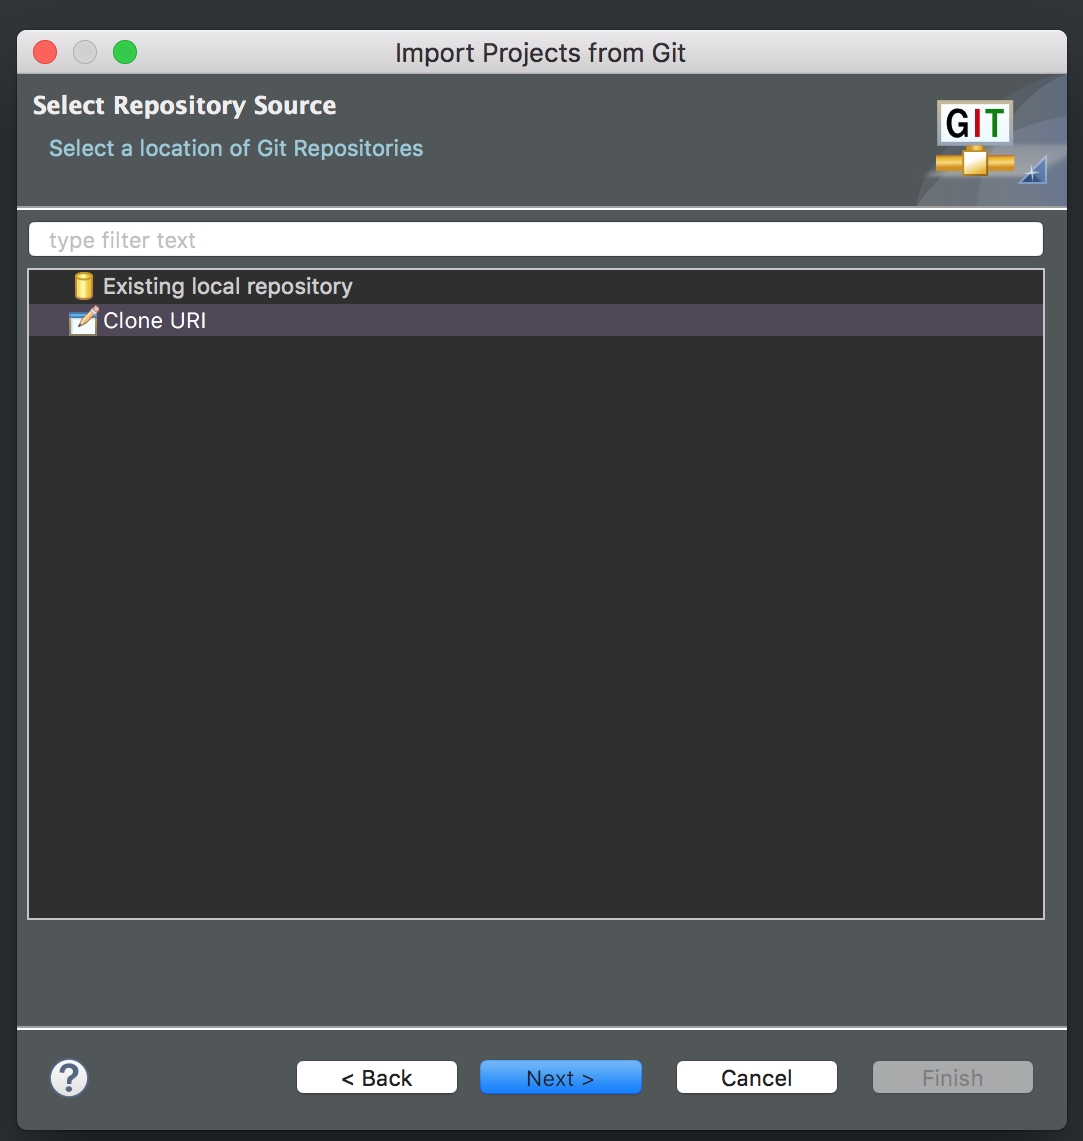 Import Projects from Git
Select Repository Source
Select a location of Git Repositories
GIT
type filter text
Existing local repository
Clone URI
?
< Back
Next >
Cancel
Finish